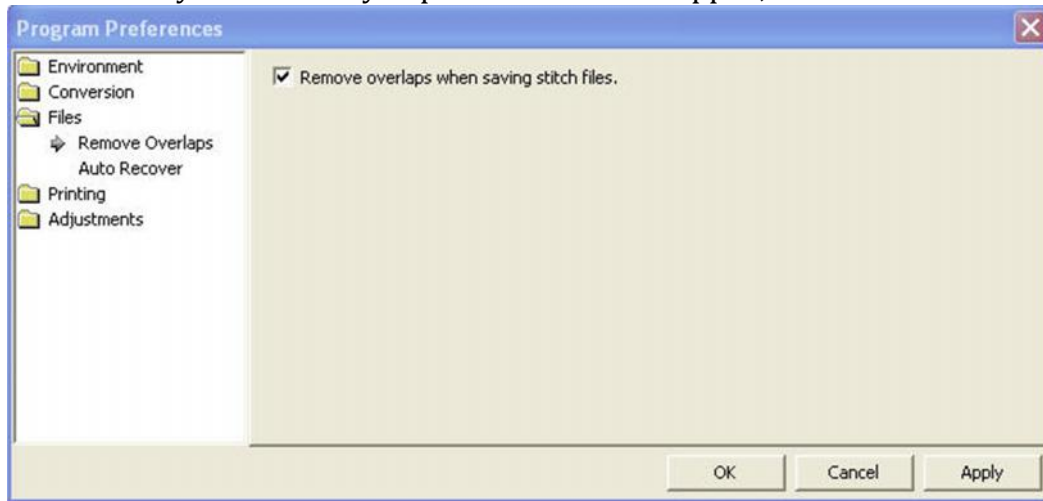 Program Preferences
Environment
Conversion
Files
Remove Overlaps
Auto Recover
Printing
Adjustments
Remove overlaps when saving stitch files.
OK Cancel Apply